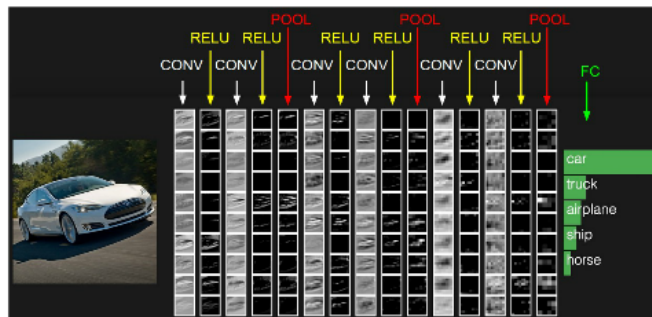 POOL POOL POOL
RELU RELU RELU RELU RELU RELU
CONV CONV CONV CONV CONV CONV
FC
car
truck
airplane
ship
horse